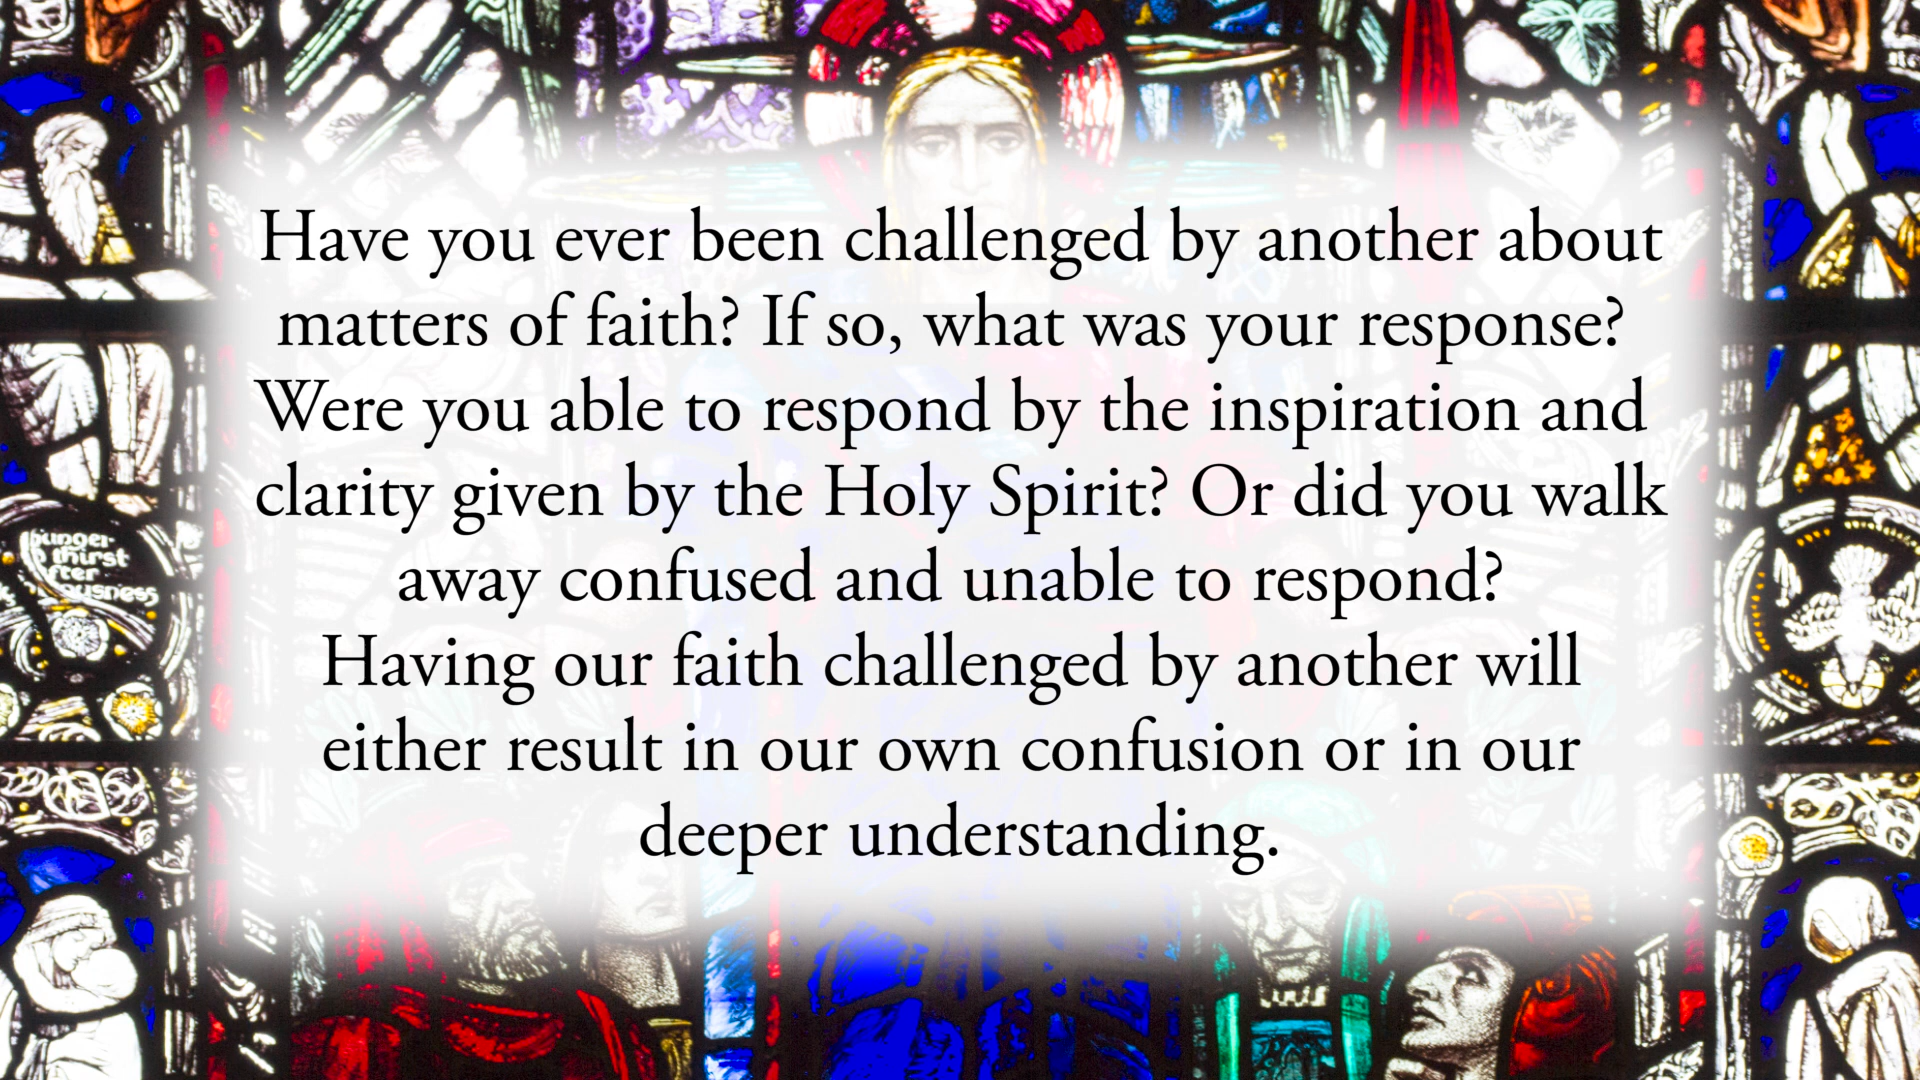 Have you ever been challenged by another about
matters of faith? If so, what was your response?
Were you able to respond by the inspiration and
clarity given by the Holy Spirit? Or did you walk
away confused and unable to respond?
Having our faith challenged by another will
either result in our own confusion or in our
deeper understanding.
hunger
thirst